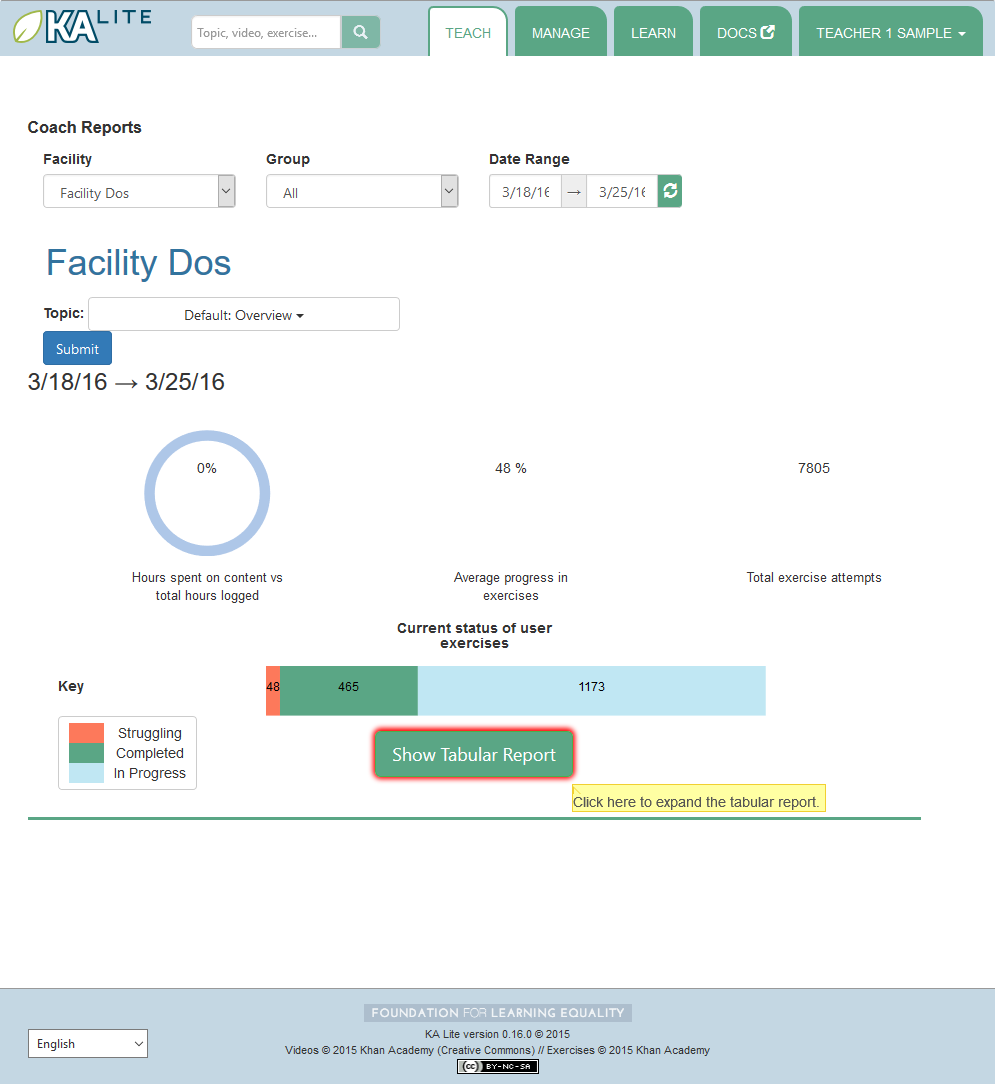 KA LITE
Topic, video, exercise...
TEACH
MANAGE
LEARN
DOCS
TEACHER 1 SAMPLE
Coach Reports
Facility
Group
Date Range
Facility Dos
All
3/18/16 → 3/25/16
Facility Dos
Topic:
Default: Overview
Submit
3/18/16 → 3/25/16
0%
48 %
7805
Hours spent on content vs
total hours logged
Average progress in
exercises
Total exercise attempts
Current status of user
exercises
Key
48
465
1173
Struggling
Completed
In Progress
Show Tabular Report
Click here to expand the tabular report.
FOUNDATION FOR LEARNING EQUALITY
English
KA Lite version 0.16.0 © 2015
Videos © 2015 Khan Academy (Creative Commons) // Exercises © 2015 Khan Academy
cc BY-NC-SA